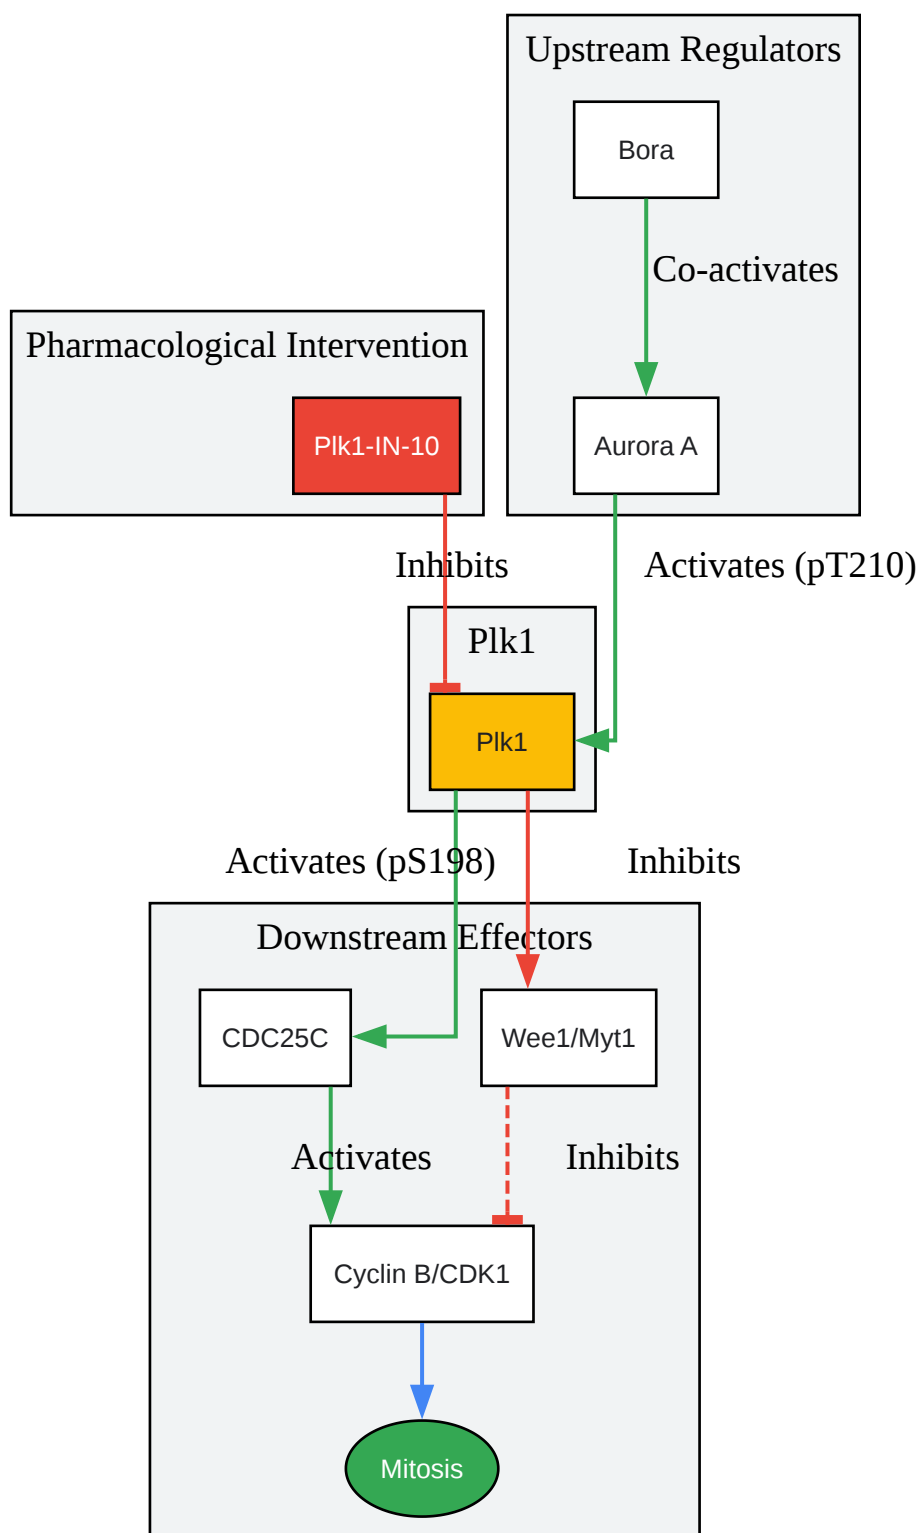 Upstream Regulators
Bora
Co-activates
Pharmacological Intervention
Plk1-IN-10
Aurora A
Inhibits
Activates (pT210)
Plk1
Plk1
Activates (pS198)
Inhibits
Downstream Effectors
CDC25C
Wee1/Myt1
Activates
Inhibits
Cyclin B/CDK1
Mitosis